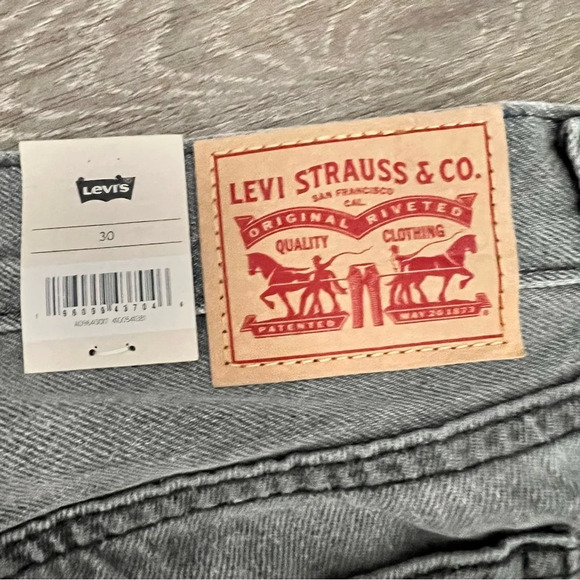 LEVI'S
30
LEVI STRAUSS & CO.
SAN FRANCISCO
CAL.
ORIGINAL RIVETED
QUALITY CLOTHING
PATENTED MAY 20 1873